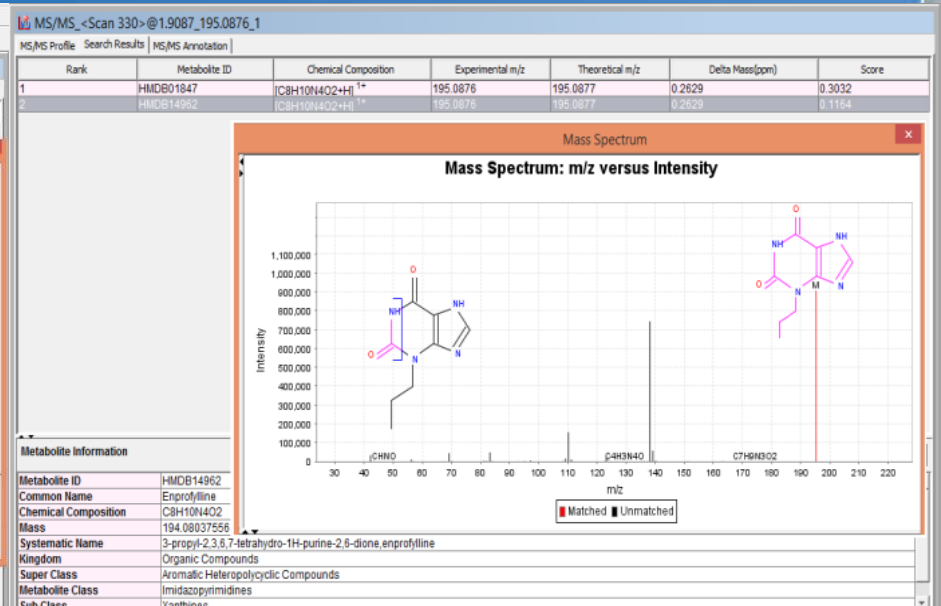 MS/MS_<Scan 330>@1.9087_195.0876_1
MS/MS Profile Search Results MS/MS Annotation
Rank Metabolite ID Chemical Composition Experimental m/z Theoretical m/z Delta Mass(ppm) Score
1 HMDB01847 [C8H10N4O2+H] 1+ 195.0876 195.0877 0.2629 0.3032
2 HMDB14962 [C8H10N4O2+H] 1+ 195.0876 195.0877 0.2629 0.1164
Mass Spectrum x
Mass Spectrum: m/z versus Intensity
1,100,000
1,000,000
900,000
800,000
700,000
600,000
500,000
400,000
300,000
200,000
100,000
0
Intensity
O
NH
NH
O
N
N
O
NH
NH
O
N
N
M
CHNO C4H3N4O C7H9N3O2
30 40 50 60 70 80 90 100 110 120 130 140 150 160 170 180 190 200 210 220
m/z
Matched Unmatched
Metabolite Information
Metabolite ID HMDB14962
Common Name Enprofylline
Chemical Composition C8H10N4O2
Mass 194.08037556
Systematic Name 3-propyl-2,3,6,7-tetrahydro-1H-purine-2,6-dione,enprofylline
Kingdom Organic Compounds
Super Class Aromatic Heteropolycyclic Compounds
Metabolite Class Imidazopyrimidines
Sub Class Xanthines